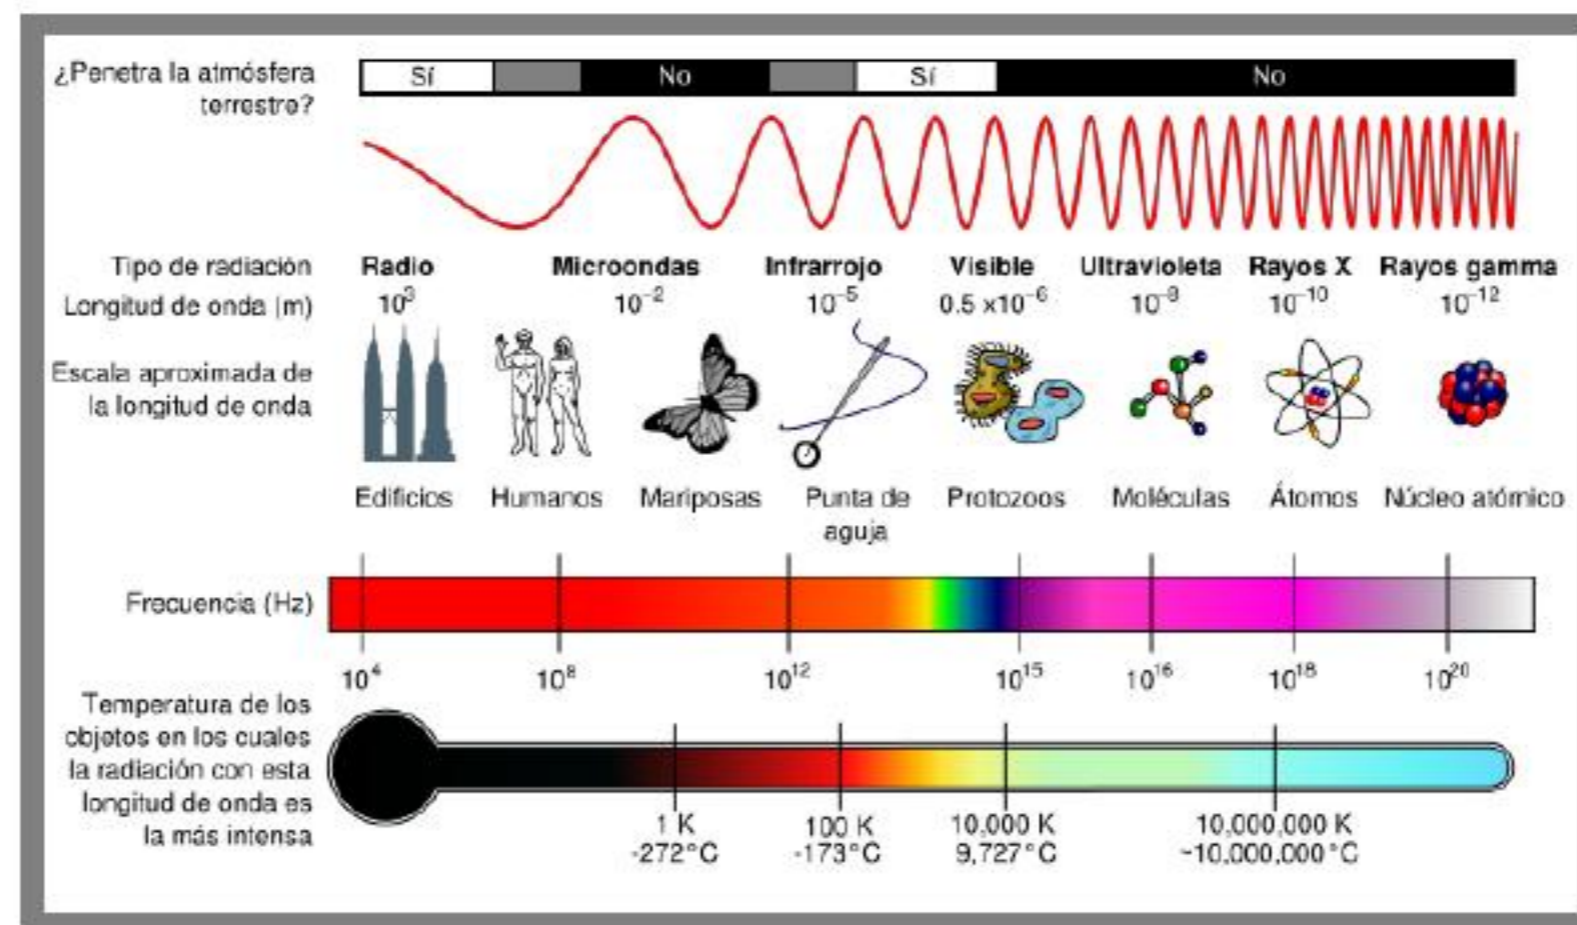 ¿Penetra la atmósfera
terrestre?
Sí
No
Sí
No
Tipo de radiación
Radio
Microondas
Infrarrojo
Visible
Ultravioleta
Rayos X
Rayos gamma
Longitud de onda (m)
10³
10⁻²
10⁻⁵
0.5 x10⁻⁶
10⁻⁸
10⁻¹⁰
10⁻¹²
Escala aproximada de
la longitud de onda
Edificios
Humanos
Mariposas
Punta de
aguja
Protozoos
Moléculas
Átomos
Núcleo atómico
Frecuencia (Hz)
10⁴
10⁸
10¹²
10¹⁵
10¹⁶
10¹⁸
10²⁰
Temperatura de los
objetos en los cuales
la radiación con esta
longitud de onda es
la más intensa
1 K
-272°C
100 K
-173°C
10,000 K
9,727°C
10,000,000 K
~10,000,000°C